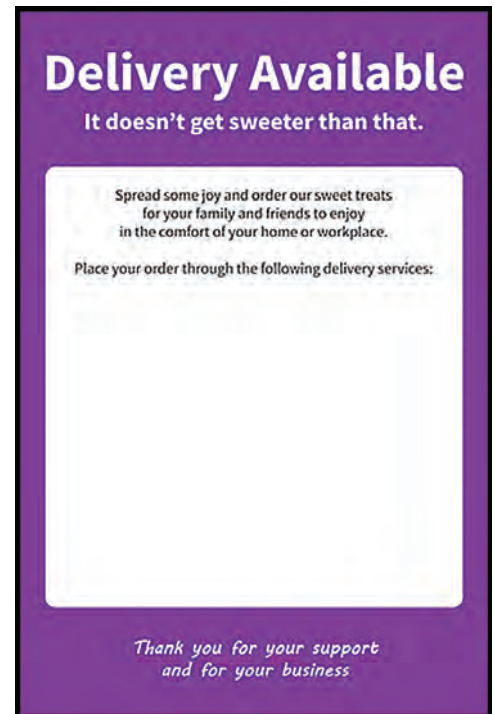 Delivery Available
It doesn’t get sweeter than that.
Spread some joy and order our sweet treats
for your family and friends to enjoy
in the comfort of your home or workplace.
Place your order through the following delivery services:
Thank you for your support
and for your business